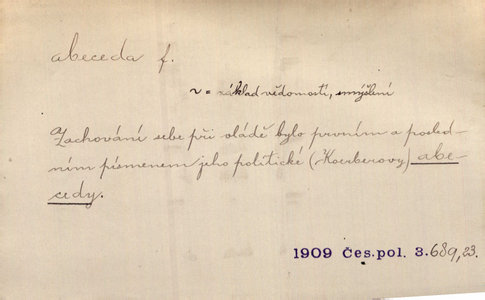 abeceda f.
~ = základ vědomostí, smýšlení
Zachování sebe při vládě bylo prvním a posled-
ním písmenem jeho politické (Koerberovy) abe-
cedy.
1909 Čes. pol. 3. 689, 23.